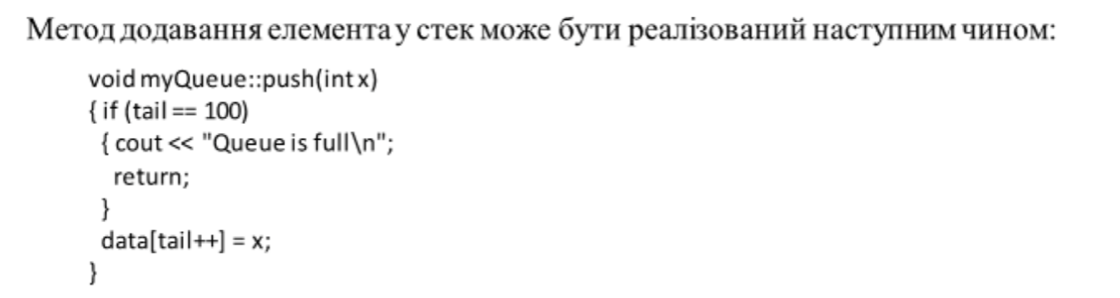 Метод додавання елемента у стек може бути реалізований наступним чином:
void myQueue::push(int x)
{ if (tail == 100)
{ cout << "Queue is full\n";
return;
}
data[tail++] = x;
}